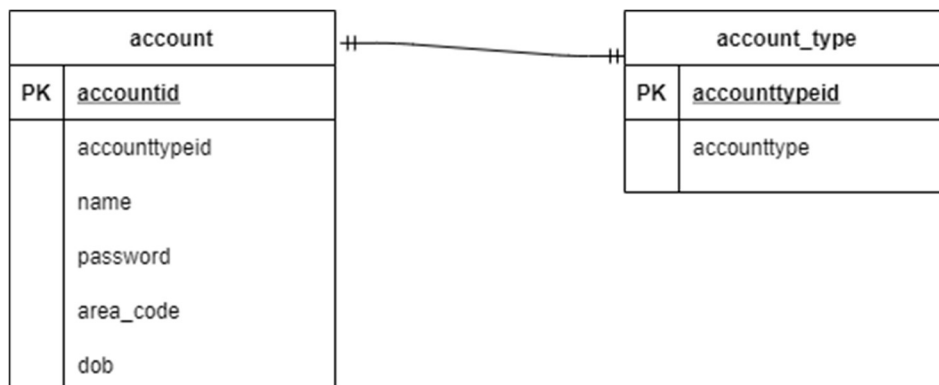 account
PK accountid
accounttypeid
name
password
area_code
dob
account_type
PK accounttypeid
accounttype